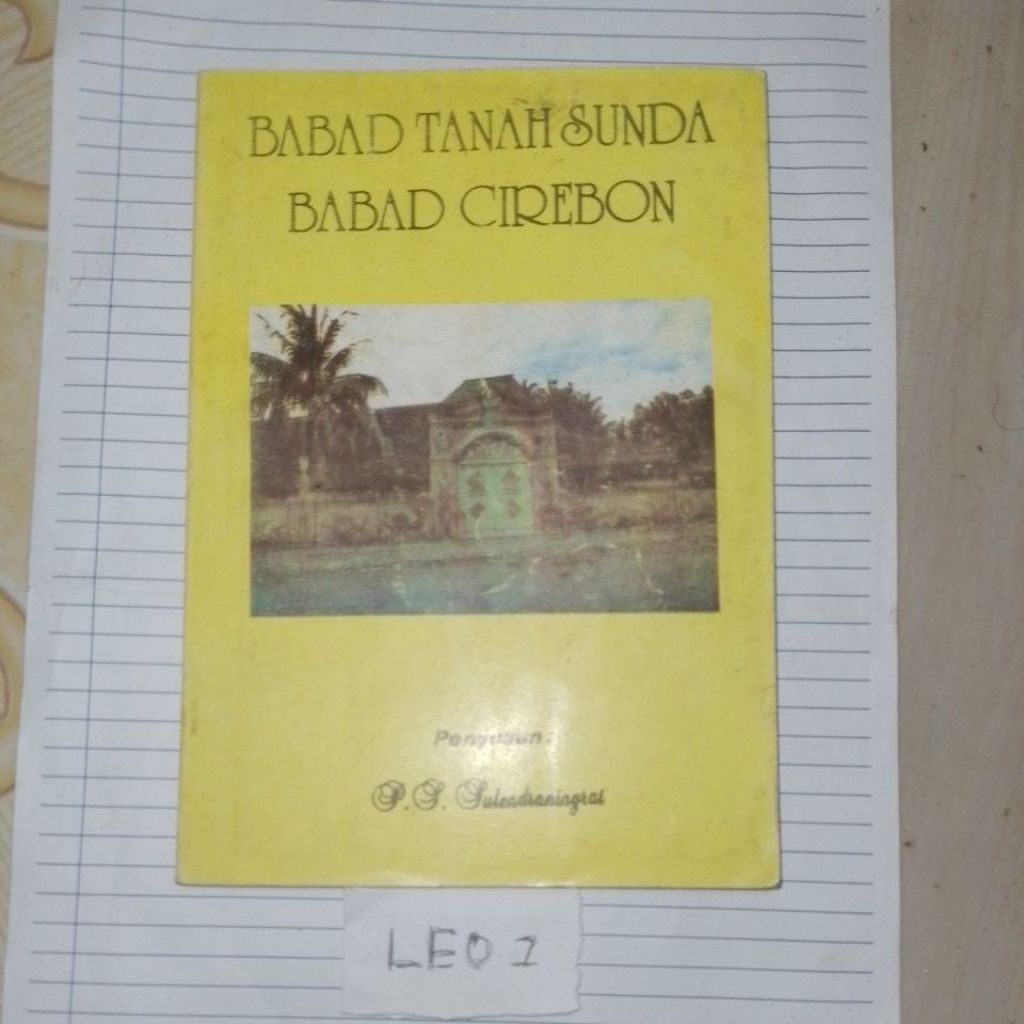 BABAD TANAH SUNDA
BABAD CIREBON
Penyusun :
P. S. Sulendraningrat
LEO 1